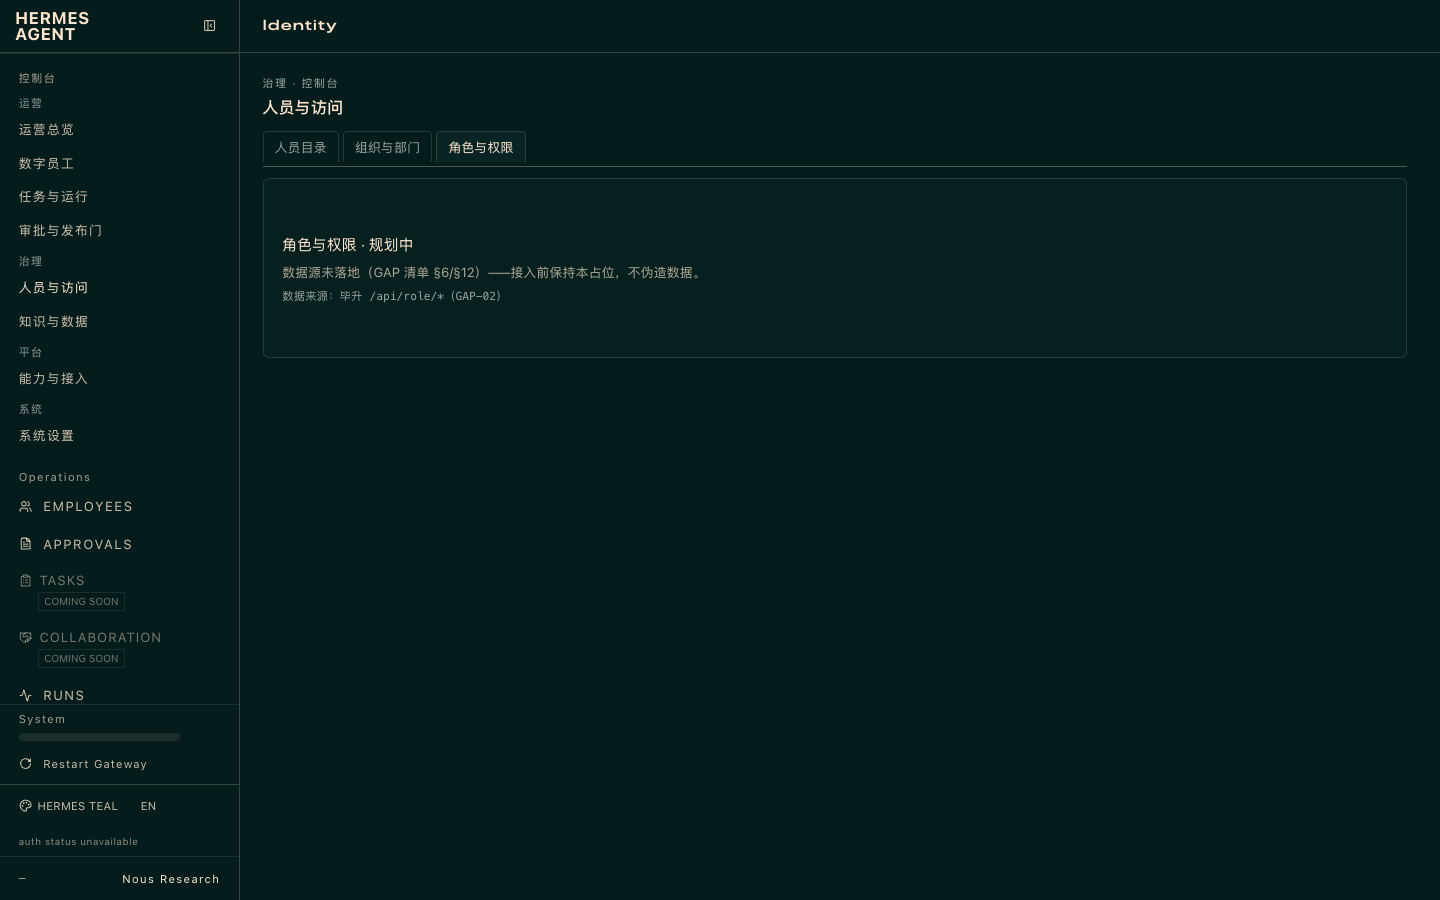 HERMES
AGENT
控制台
运营
运营总览
数字员工
任务与运行
审批与发布门
治理
人员与访问
知识与数据
平台
能力与接入
系统
系统设置
Operations
EMPLOYEES
APPROVALS
TASKS
COMING SOON
COLLABORATION
COMING SOON
RUNS
System
Restart Gateway
HERMES TEAL EN
auth status unavailable
— Nous Research
Identity
治理 · 控制台
人员与访问
人员目录 组织与部门 角色与权限
角色与权限 · 规划中
数据源未落地（GAP 清单 §6/§12）——接入前保持本占位，不伪造数据。
数据来源：毕升 /api/role/*（GAP-02）